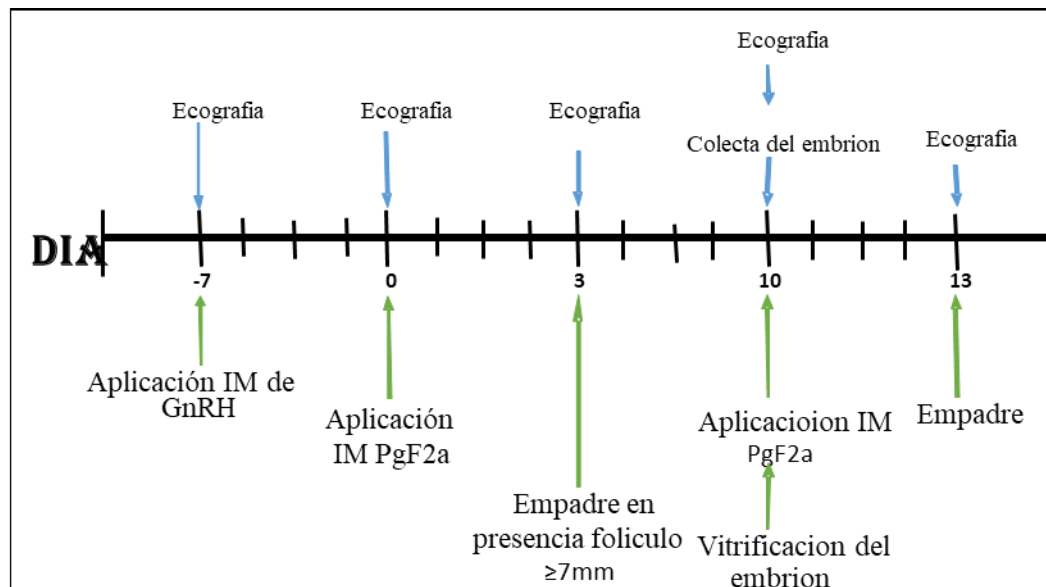 Ecografia
Ecografia
Ecografia
Ecografia
Colecta del embrion
Ecografia
DIA
-7
0
3
10
13
Aplicación IM de
GnRH
Aplicación
IM PgF2a
Empadre en
presencia foliculo
≥7mm
Aplicacioion IM
PgF2a
Vitrificacion del
embrion
Empadre